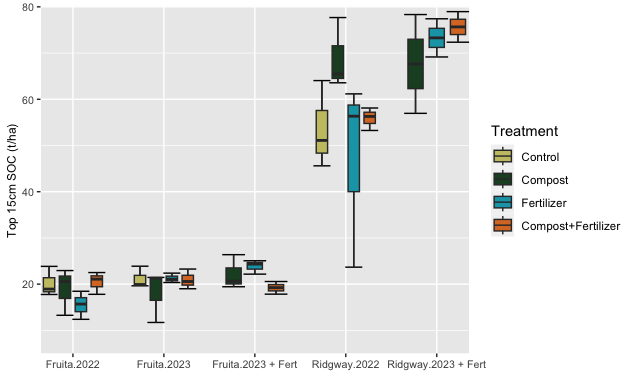 80
60
40
20
Top 15cm SOC (t/ha)
Fruita.2022
Fruita.2023
Fruita.2023 + Fert
Ridgway.2022
Ridgway.2023 + Fert
Treatment
Control
Compost
Fertilizer
Compost+Fertilizer